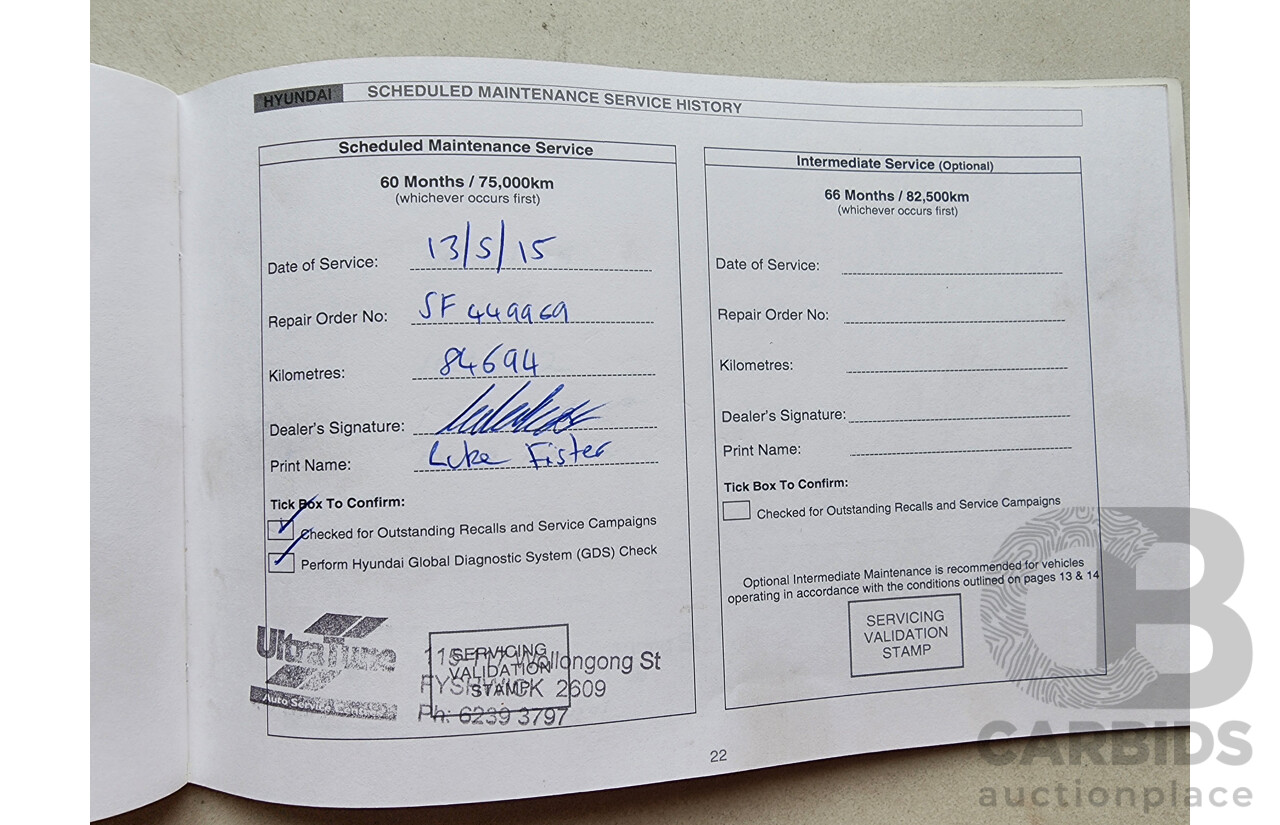 HYUNDAI SCHEDULED MAINTENANCE SERVICE HISTORY
Scheduled Maintenance Service
60 Months / 75,000km
(whichever occurs first)
Date of Service: 13/5/15
Repair Order No: SF 449969
Kilometres: 84694
Dealer's Signature:
Print Name: Luke Fister
Tick Box To Confirm:
Checked for Outstanding Recalls and Service Campaigns
Perform Hyundai Global Diagnostic System (GDS) Check
UltraTune
Auto Service
SERVICING
VALIDATION
STAMP
Wollongong St
FYSHWICK 2609
Ph: 6239 3797
Intermediate Service (Optional)
66 Months / 82,500km
(whichever occurs first)
Date of Service:
Repair Order No:
Kilometres:
Dealer's Signature:
Print Name:
Tick Box To Confirm:
Checked for Outstanding Recalls and Service Campaigns
Optional Intermediate Maintenance is recommended for vehicles
operating in accordance with the conditions outlined on pages 13 & 14
SERVICING
VALIDATION
STAMP
22
CB
CARBIDS
auctionplace